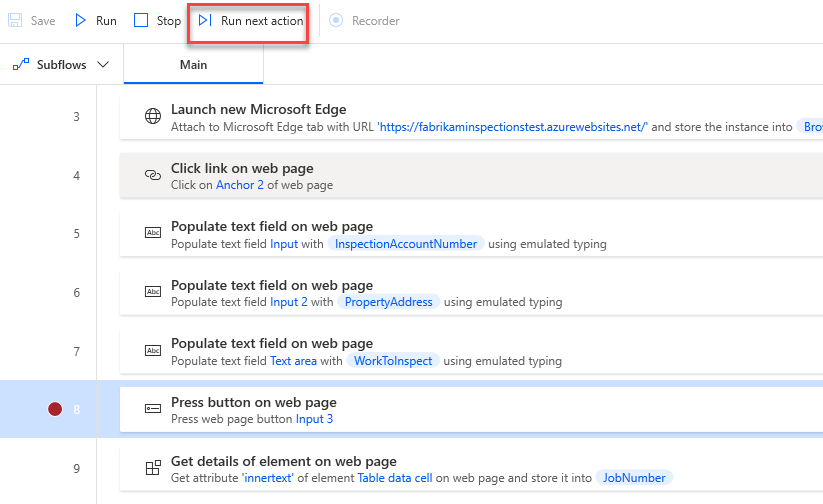 Save Run Stop Run next action Recorder
Subflows Main
3 Launch new Microsoft Edge
Attach to Microsoft Edge tab with URL 'https://fabrikaminspectionstest.azurewebsites.net/' and store the instance into Brow
4 Click link on web page
Click on Anchor 2 of web page
5 Populate text field on web page
Populate text field Input with InspectionAccountNumber using emulated typing
6 Populate text field on web page
Populate text field Input 2 with PropertyAddress using emulated typing
7 Populate text field on web page
Populate text field Text area with WorkToInspect using emulated typing
8 Press button on web page
Press web page button Input 3
9 Get details of element on web page
Get attribute 'innertext' of element Table data cell on web page and store it into JobNumber